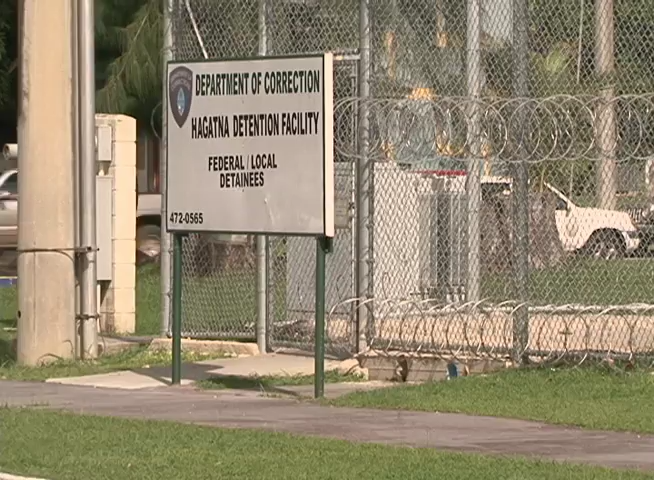 DEPARTMENT OF CORRECTION
HAGATNA DETENTION FACILITY
FEDERAL / LOCAL
DETAINEES
472-0565